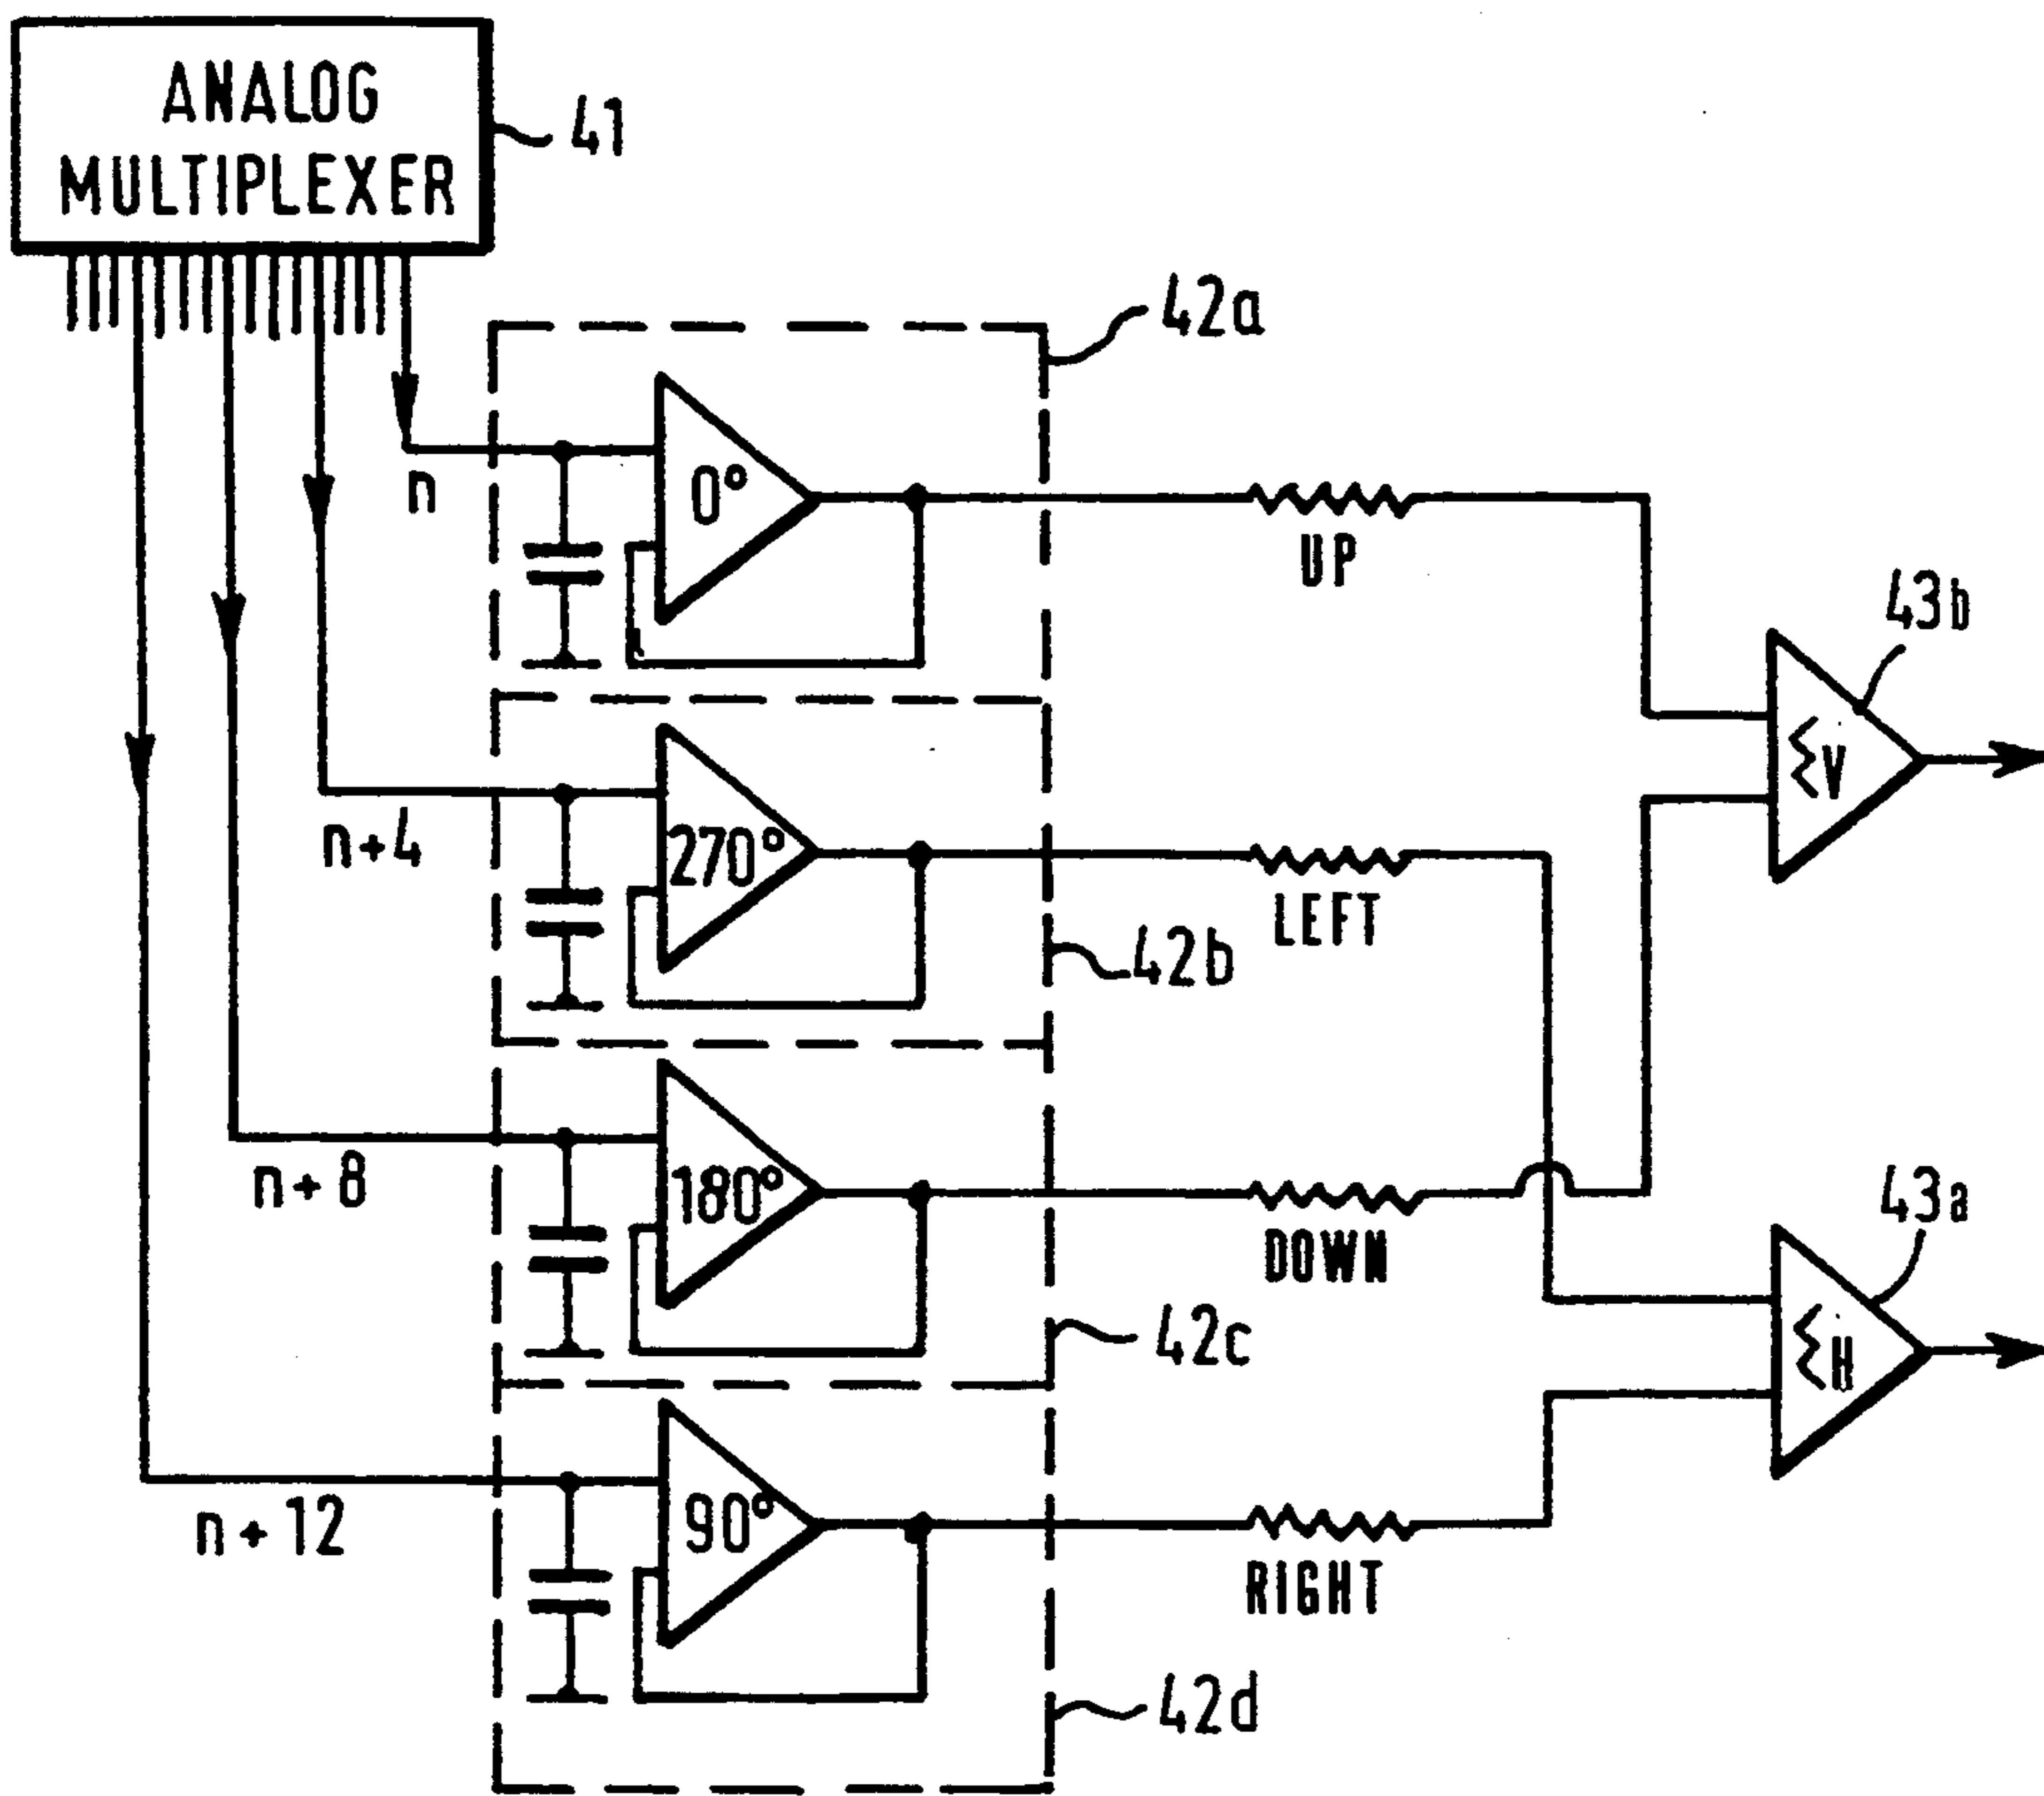 ANALOG
MULTIPLEXER
41
42a
n
0°
UP
43b
ΣV
n+4
270°
LEFT
42b
n+8
180°
DOWN
43a
ΣH
42c
n+12
90°
RIGHT
42d